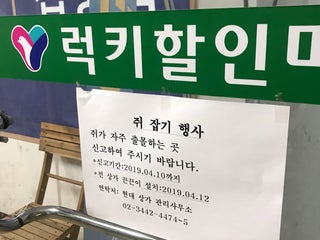 럭키할인마
쥐 잡기 행사
쥐가 자주 출몰하는 곳
신고하여 주시기 바랍니다.
*신고기간:2019.04.10까지
*전 상가 끈끈이 설치:2019.04.12
연락처: 현대 상가 관리사무소
02-3442-4474~5